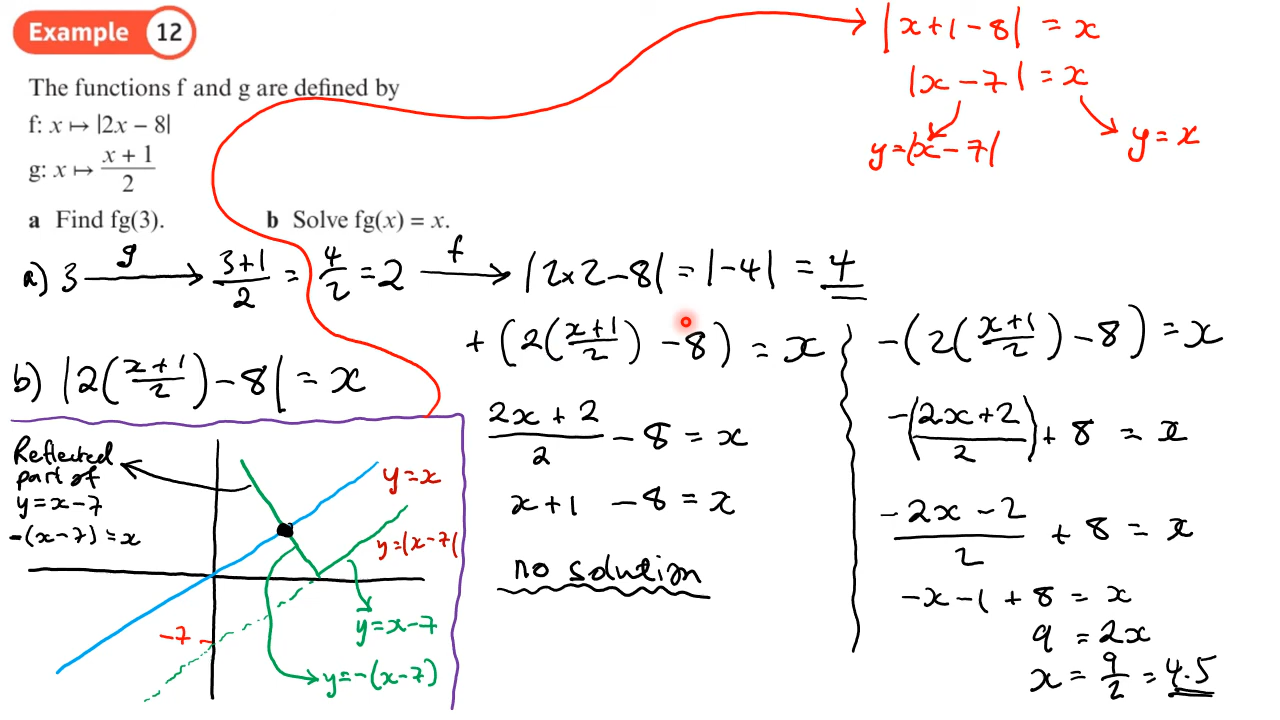 Example 12
|x+1-8| = x
|x-7| = x
y=|x-7|
y=x
The functions f and g are defined by
f: x ↦ |2x − 8|
g: x ↦ (x + 1)/2
a Find fg(3). b Solve fg(x) = x.
a) 3 g→ (3+1)/2 = 4/2 = 2 f→ |2×2-8| = |-4| = 4
b) |2((x+1)/2)-8| = x
Reflected
part of
y=x-7
-(x-7)=x
y=x
y=|x-7|
y=x-7
y=-(x-7)
-7
+(2((x+1)/2)-8) = x
(2x+2)/2 - 8 = x
x+1 -8 = x
no solution
-(2((x+1)/2)-8) = x
-((2x+2)/2) + 8 = x
(-2x-2)/2 + 8 = x
-x-1+8 = x
9 = 2x
x = 9/2 = 4.5